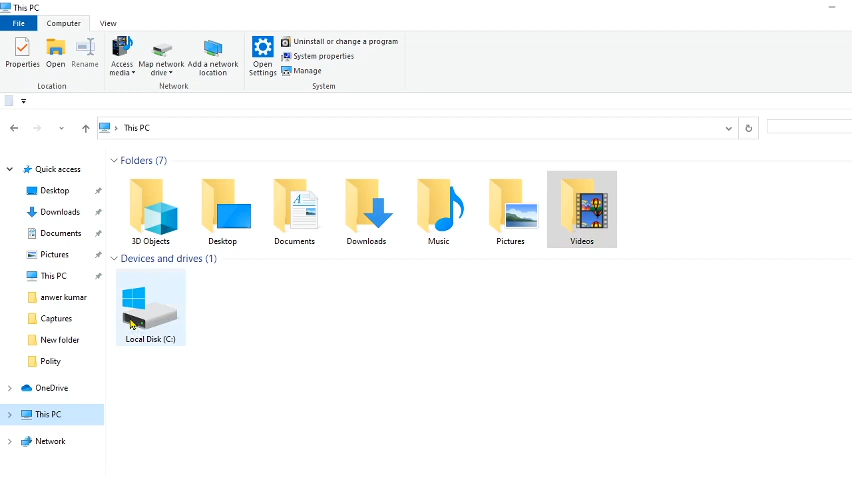 This PC
File
Computer
View
Properties
Open
Rename
Access media
Map network drive
Add a network location
Open Settings
Uninstall or change a program
System properties
Manage
Location
Network
System
This PC
Quick access
Desktop
Downloads
Documents
Pictures
This PC
anwer kumar
Captures
New folder
Polity
OneDrive
This PC
Network
Folders (7)
3D Objects
Desktop
Documents
Downloads
Music
Pictures
Videos
Devices and drives (1)
Local Disk (C:)